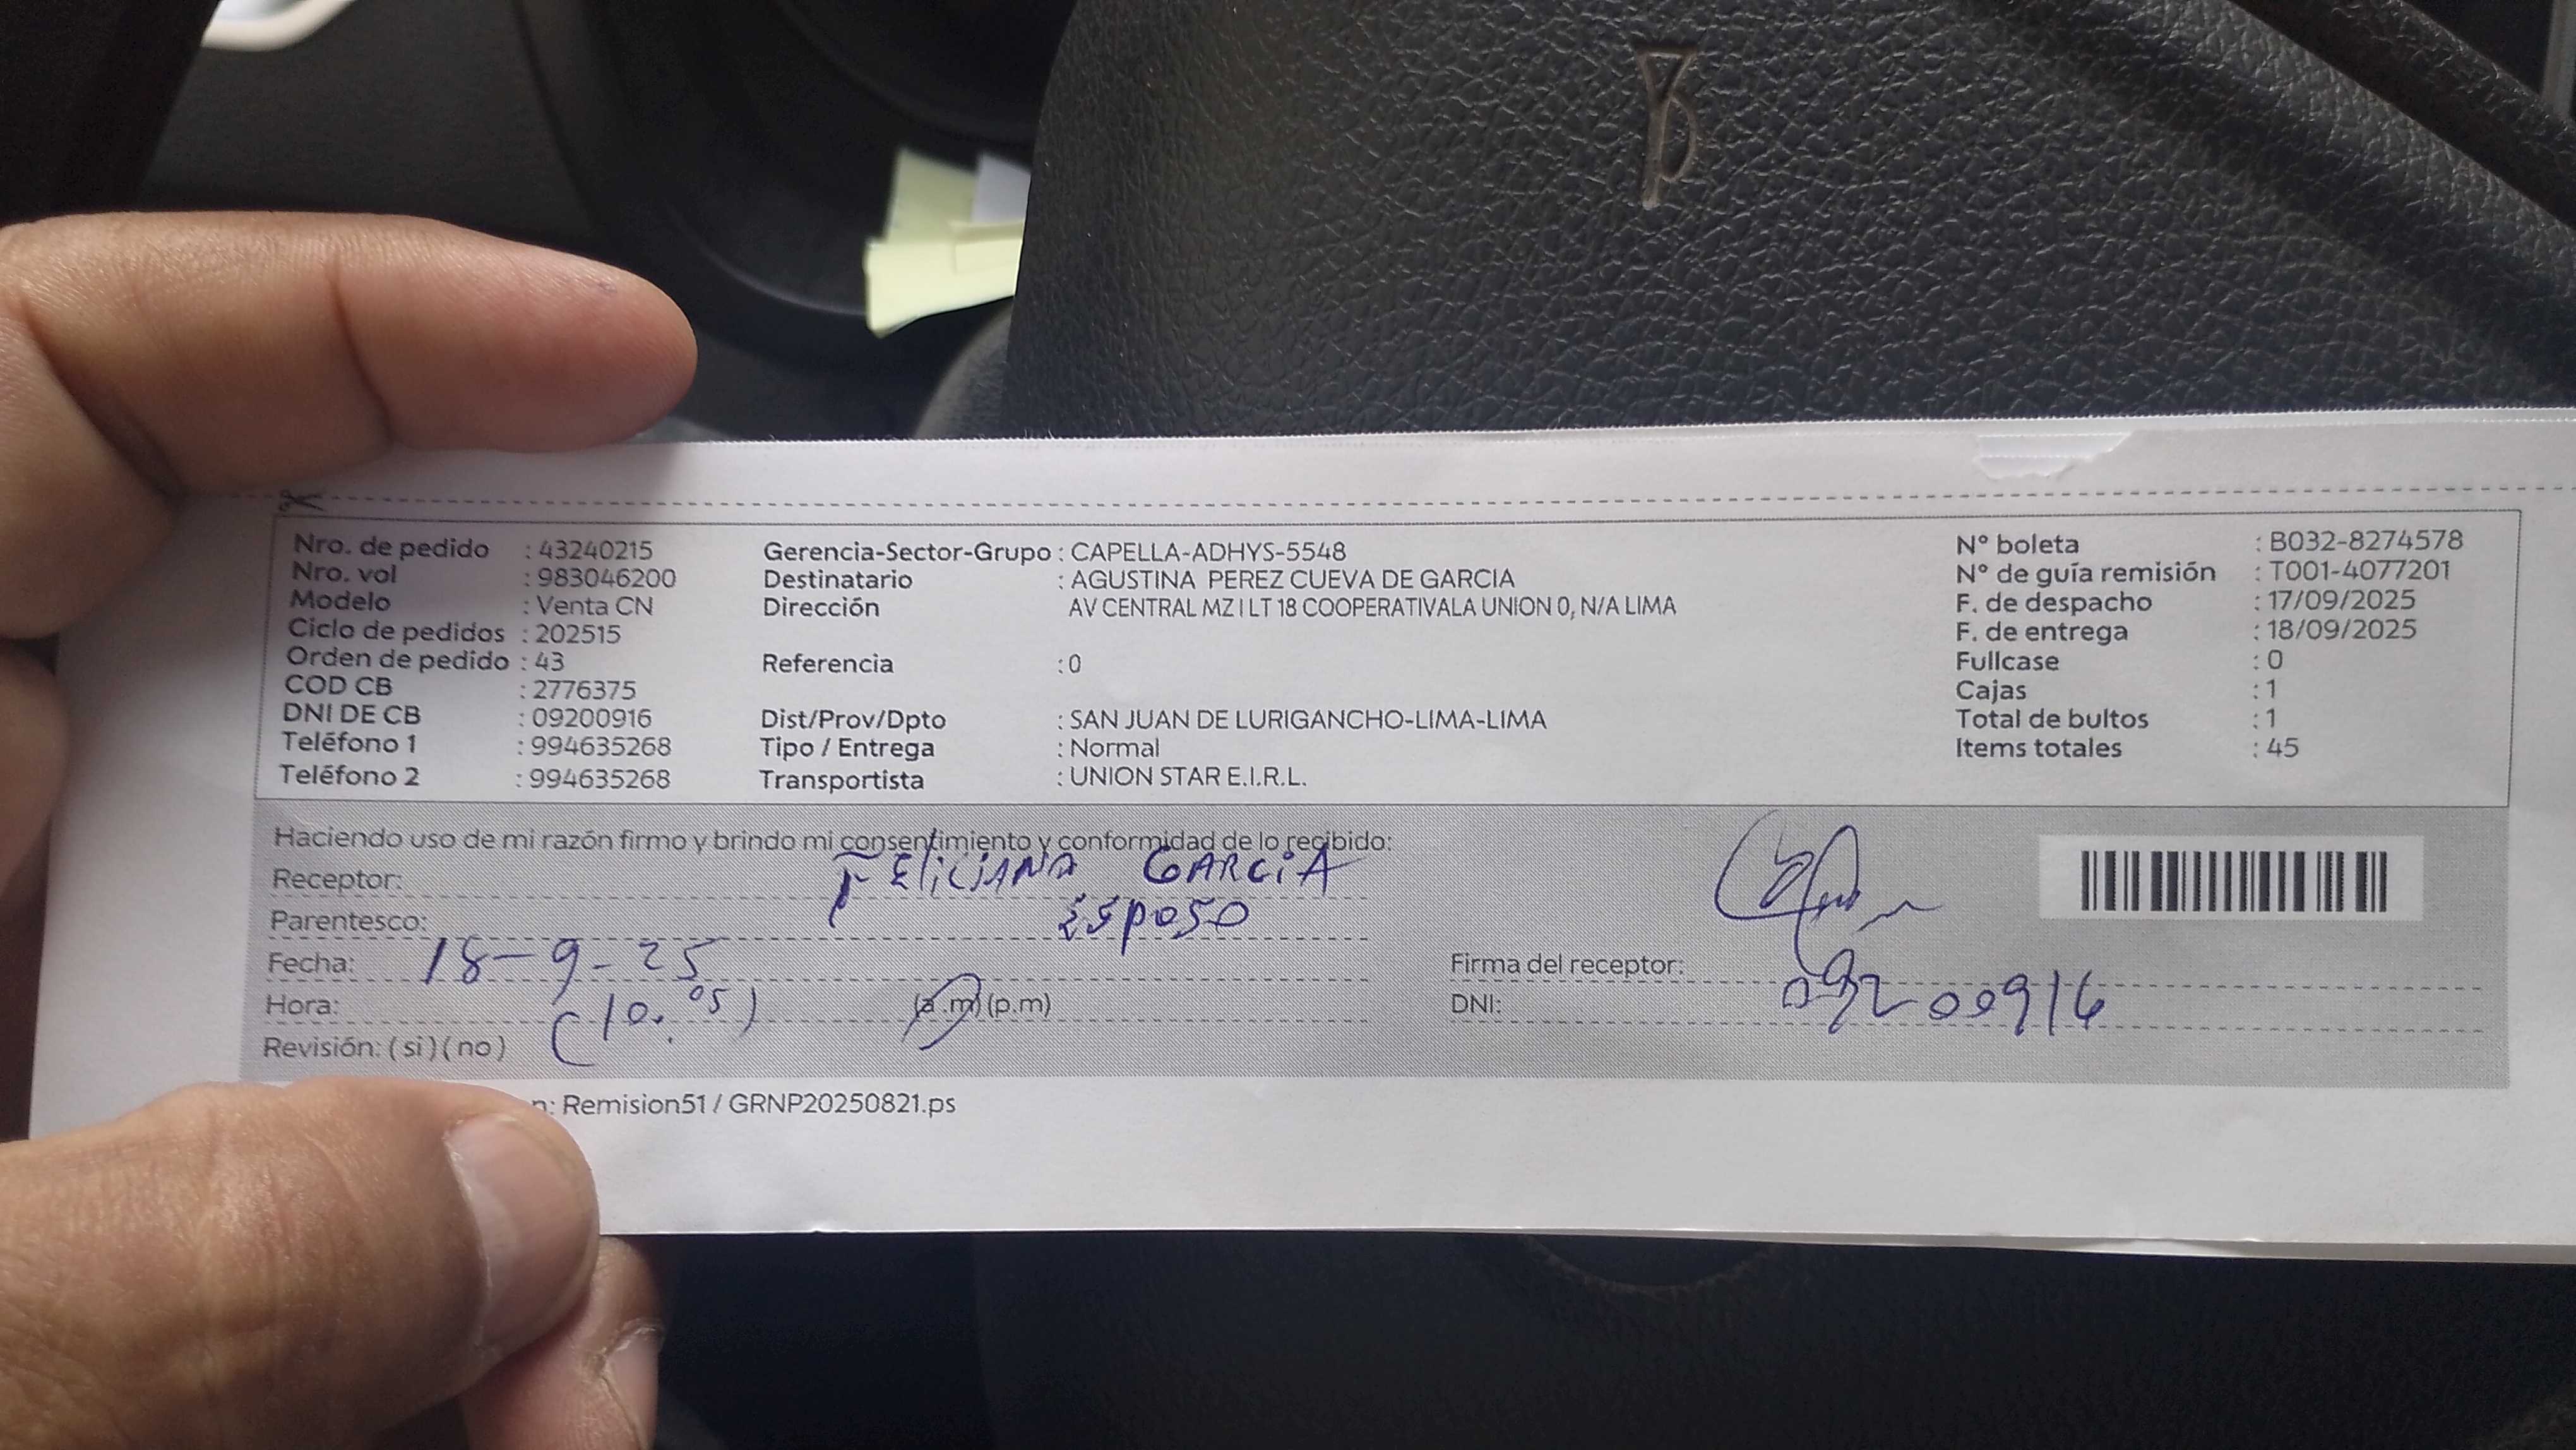 Nro. de pedido : 43240215 Gerencia-Sector-Grupo : CAPELLA-ADHYS-5548 N° boleta : B032-8274578
Nro. vol : 983046200 Destinatario : AGUSTINA PEREZ CUEVA DE GARCIA N° de guía remisión : T001-4077201
Modelo : Venta CN Dirección AV CENTRAL MZ I LT 18 COOPERATIVALA UNION 0, N/A LIMA F. de despacho : 17/09/2025
Ciclo de pedidos : 202515 F. de entrega : 18/09/2025
Orden de pedido : 43 Referencia : 0 Fullcase : 0
COD CB : 2776375 Cajas : 1
DNI DE CB : 09200916 Dist/Prov/Dpto : SAN JUAN DE LURIGANCHO-LIMA-LIMA Total de bultos : 1
Teléfono 1 : 994635268 Tipo / Entrega : Normal Items totales : 45
Teléfono 2 : 994635268 Transportista : UNION STAR E.I.R.L.
Haciendo uso de mi razón firmo y brindo mi consentimiento y conformidad de lo recibido:
Receptor: FEliCiANA GARCiA
Parentesco: ESposo
Fecha: 18-9-25 Firma del receptor:
Hora: (10.05) (a.m)(p.m) DNI: 09200916
Revisión: (si)(no)
n: Remision51 / GRNP20250821.ps